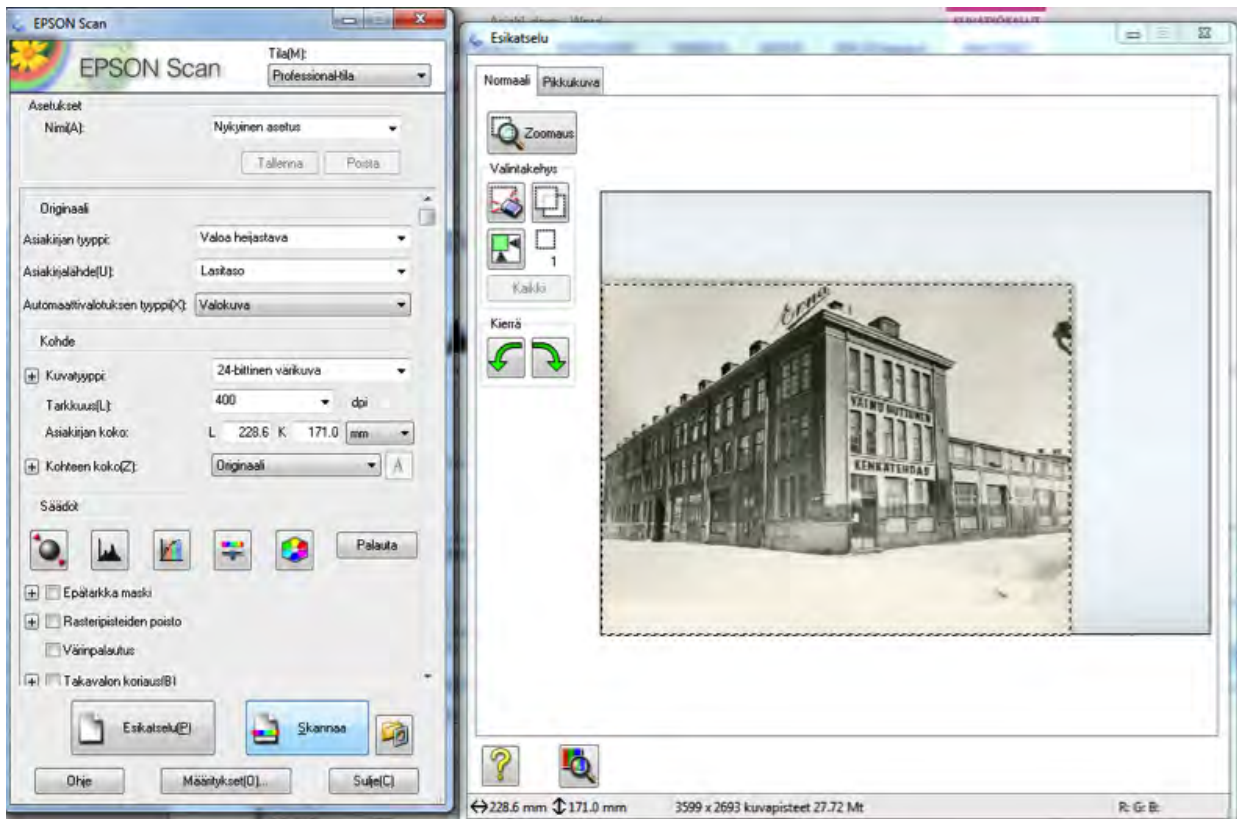 EPSON Scan
EPSON Scan
Tila(M):
Professional-tila
Asetukset
Nimi(A):
Nykyinen asetus
Tallenna
Poista
Originaali
Asiakirjan tyyppi:
Valoa heijastava
Asiakirjalähde(U):
Lasitaso
Automaattivalotuksen tyyppi(X):
Valokuva
Kohde
Kuvatyyppi:
24-bittinen värikuva
Tarkkuus(L):
400
dpi
Asiakirjan koko:
L 228.6 K 171.0 mm
Kohteen koko(Z):
Originaali
A
Säädöt
Palauta
Epätarkka maski
Rasteripisteiden poisto
Värinpalautus
Takavalon korjaus(B)
Esikatselu(P)
Skannaa
Ohje
Määritykset(O)...
Sulje(C)
KUVATYÖKALUT
Esikatselu
Normaali
Pikkukuva
Zoomaus
Valintakehys
1
Kaikki
Kierrä
Erna
VÄINÖ NUTTUNEN
KENKÄTEHDAS
228.6 mm 171.0 mm
3599 x 2693 kuvapisteet 27.72 Mt
R: G: B: